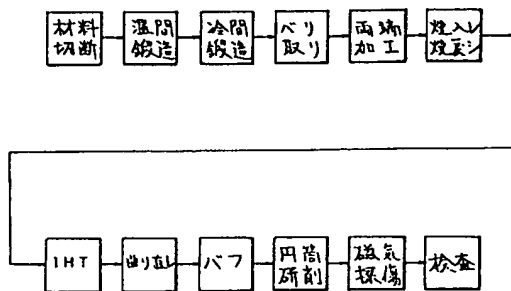 材料
切断
温間
鍛造
冷間
鍛造
バリ
取り
両端
加工
焼入レ
焼戻シ
IHT
曲り直し
バフ
円筒
研削
磁気
探傷
検査